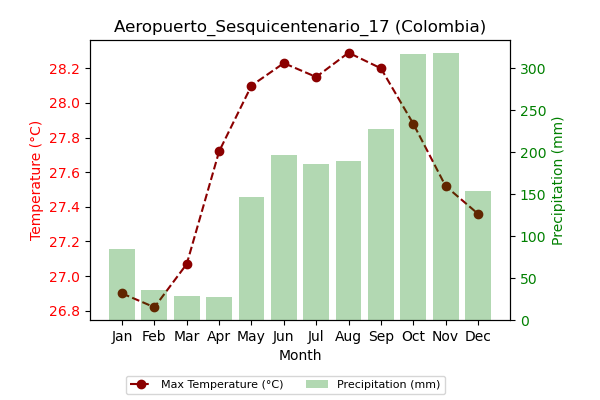 Aeropuerto_Sesquicentenario_17 (Colombia)
28.2
28.0
27.8
27.6
27.4
27.2
27.0
26.8
Temperature (°C)
300
250
200
150
100
50
0
Precipitation (mm)
Jan Feb Mar Apr May Jun Jul Aug Sep Oct Nov Dec
Month
Max Temperature (°C) Precipitation (mm)